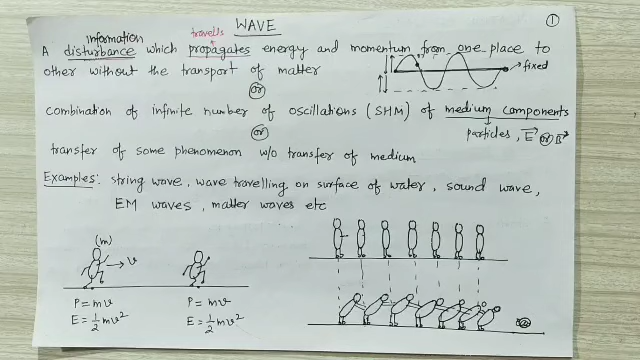 WAVE
①
information
travells
A disturbance which propagates energy and momentum from one place to
other without the transport of matter
fixed
or
combination of infinite number of oscillations (SHM) of medium components
or
particles, E or B
transfer of some phenomenon w/o transfer of medium
Examples: string wave, wave travelling on surface of water, sound wave,
EM waves, matter waves etc
(m)
v
P = mv
E = 1/2 mv²
P = mv
E = 1/2 mv²